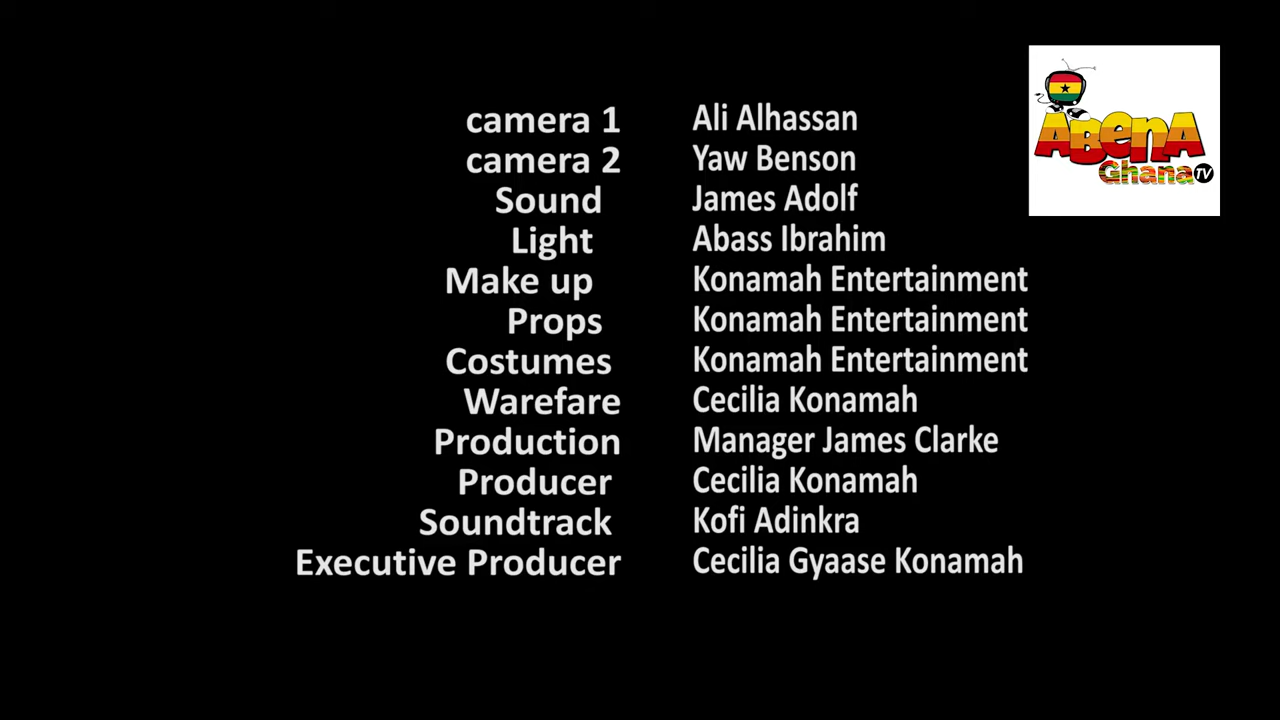 camera 1 Ali Alhassan
camera 2 Yaw Benson
Sound James Adolf
Light Abass Ibrahim
Make up Konamah Entertainment
Props Konamah Entertainment
Costumes Konamah Entertainment
Warefare Cecilia Konamah
Production Manager James Clarke
Producer Cecilia Konamah
Soundtrack Kofi Adinkra
Executive Producer Cecilia Gyaase Konamah
ABenA
Ghana TV